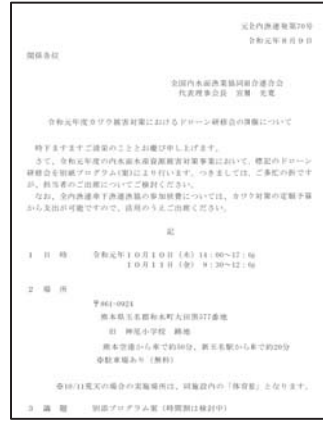 元全内漁連発第70号
令和元年8月9日
関係各位
全国内水面漁業協同組合連合会
代表理事会長
令和元年度カワウ被害対策におけるドローン研修会の開催について
時下ますますご清栄のこととお慶び申し上げます。
さて、令和元年度の内水面水産資源被害対策事業において、標記のドローン
研修会を別紙プログラム(案)により行います。つきましては、ご多忙の折です
が、担当者のご出席についてご検討ください。
なお、全内漁連傘下漁連漁協の参加旅費については、カワウ対策の定額予算
から支出が可能ですので、活用のうえご出席ください。
記
1 日 時 令和元年10月10日(木)14:00~17:
10月11日(金) 9:30~12:
2 場 所
〒861-0924
熊本県玉名郡和水町大田黒577番地
旧 神尾小学校 跡地
熊本空港から車で約50分、新玉名駅から車で約20分
※駐車場あり(無料)
※10/11荒天の場合の実施場所は、同施設内の「体育館」となります。
3 議 題 別添プログラム案(時間割は検討中)